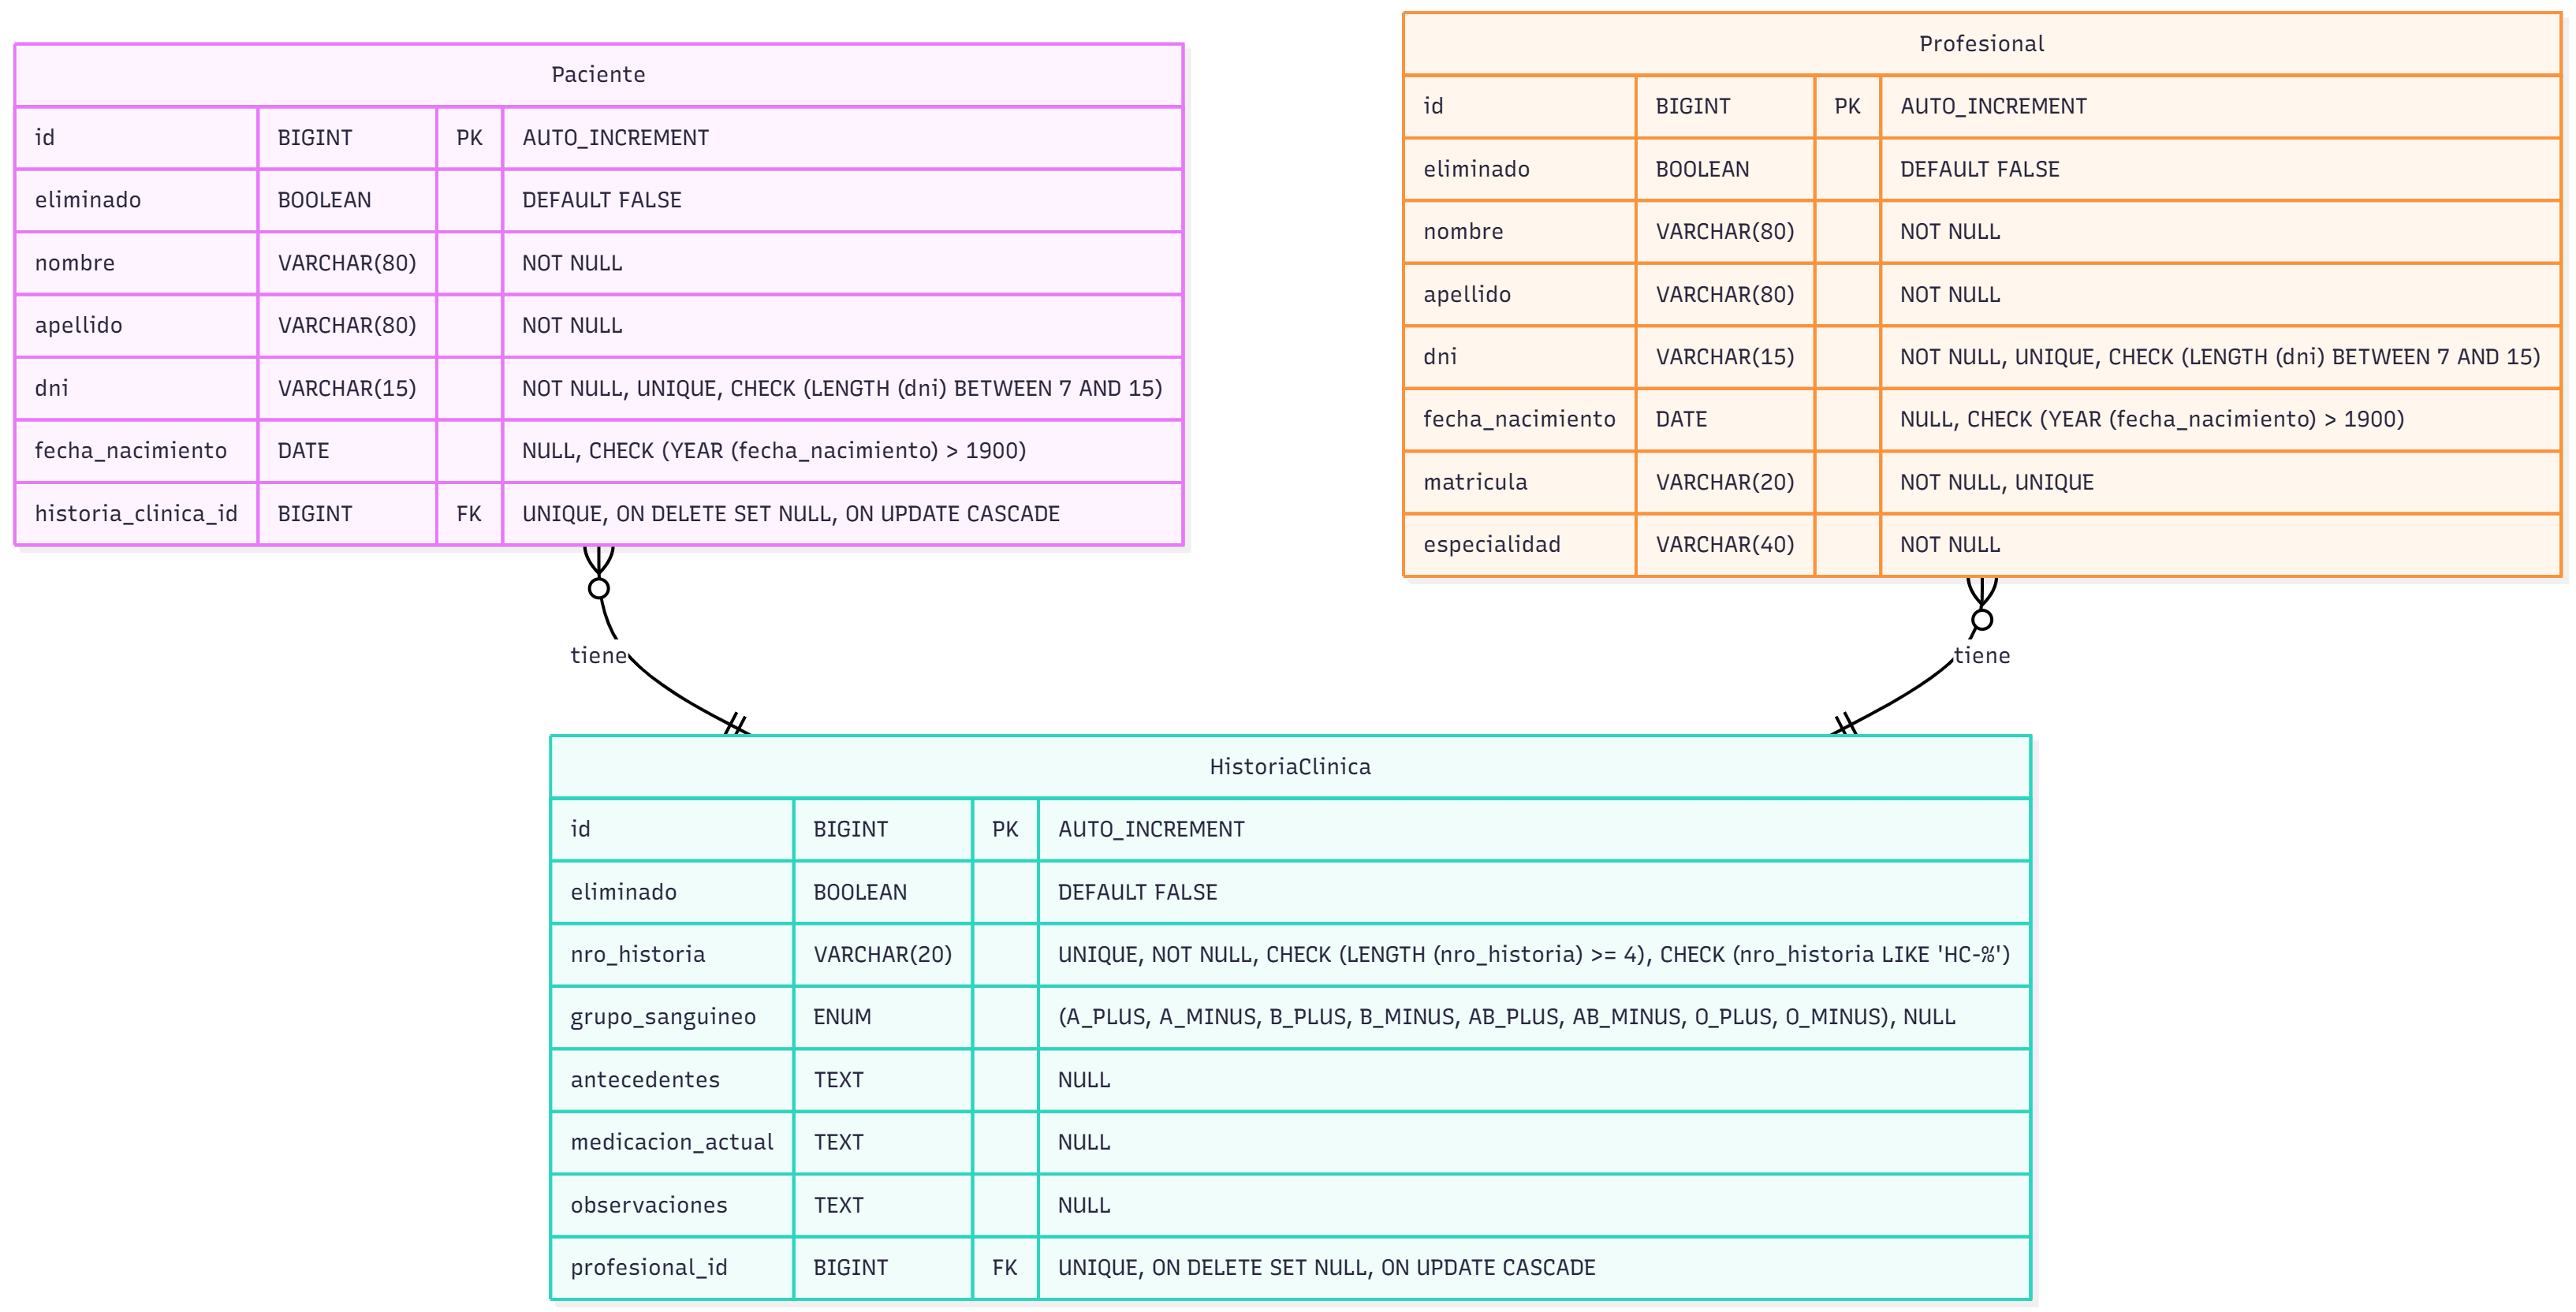 Paciente
id BIGINT PK AUTO_INCREMENT
eliminado BOOLEAN DEFAULT FALSE
nombre VARCHAR(80) NOT NULL
apellido VARCHAR(80) NOT NULL
dni VARCHAR(15) NOT NULL, UNIQUE, CHECK (LENGTH (dni) BETWEEN 7 AND 15)
fecha_nacimiento DATE NULL, CHECK (YEAR (fecha_nacimiento) > 1900)
historia_clinica_id BIGINT FK UNIQUE, ON DELETE SET NULL, ON UPDATE CASCADE
Profesional
id BIGINT PK AUTO_INCREMENT
eliminado BOOLEAN DEFAULT FALSE
nombre VARCHAR(80) NOT NULL
apellido VARCHAR(80) NOT NULL
dni VARCHAR(15) NOT NULL, UNIQUE, CHECK (LENGTH (dni) BETWEEN 7 AND 15)
fecha_nacimiento DATE NULL, CHECK (YEAR (fecha_nacimiento) > 1900)
matricula VARCHAR(20) NOT NULL, UNIQUE
especialidad VARCHAR(40) NOT NULL
tiene
tiene
HistoriaClinica
id BIGINT PK AUTO_INCREMENT
eliminado BOOLEAN DEFAULT FALSE
nro_historia VARCHAR(20) UNIQUE, NOT NULL, CHECK (LENGTH (nro_historia) >= 4), CHECK (nro_historia LIKE 'HC-%')
grupo_sanguineo ENUM (A_PLUS, A_MINUS, B_PLUS, B_MINUS, AB_PLUS, AB_MINUS, O_PLUS, O_MINUS), NULL
antecedentes TEXT NULL
medicacion_actual TEXT NULL
observaciones TEXT NULL
profesional_id BIGINT FK UNIQUE, ON DELETE SET NULL, ON UPDATE CASCADE